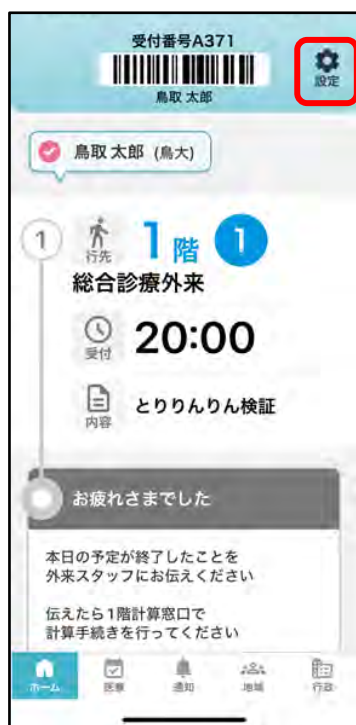 受付番号A371
鳥取 太郎
設定
鳥取 太郎 (鳥大)
1
行先
1階 1
総合診療外来
受付
20:00
内容
とりりんりん検証
お疲れさまでした
本日の予定が終了したことを
外来スタッフにお伝えください
伝えたら1階計算窓口で
計算手続きを行ってください
ホーム 医療 通知 地域 行政